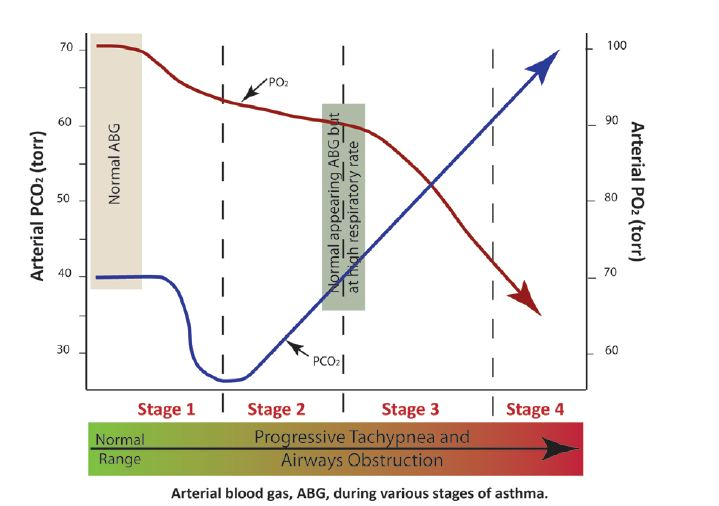 70
60
50
40
30
Arterial PCO₂ (torr)
Normal ABG
PO₂
Normal appearing ABG but
at high respiratory rate
PCO₂
100
90
80
70
60
Arterial PO₂ (torr)
Stage 1
Stage 2
Stage 3
Stage 4
Normal
Range
Progressive Tachypnea and
Airways Obstruction
Arterial blood gas, ABG, during various stages of asthma.